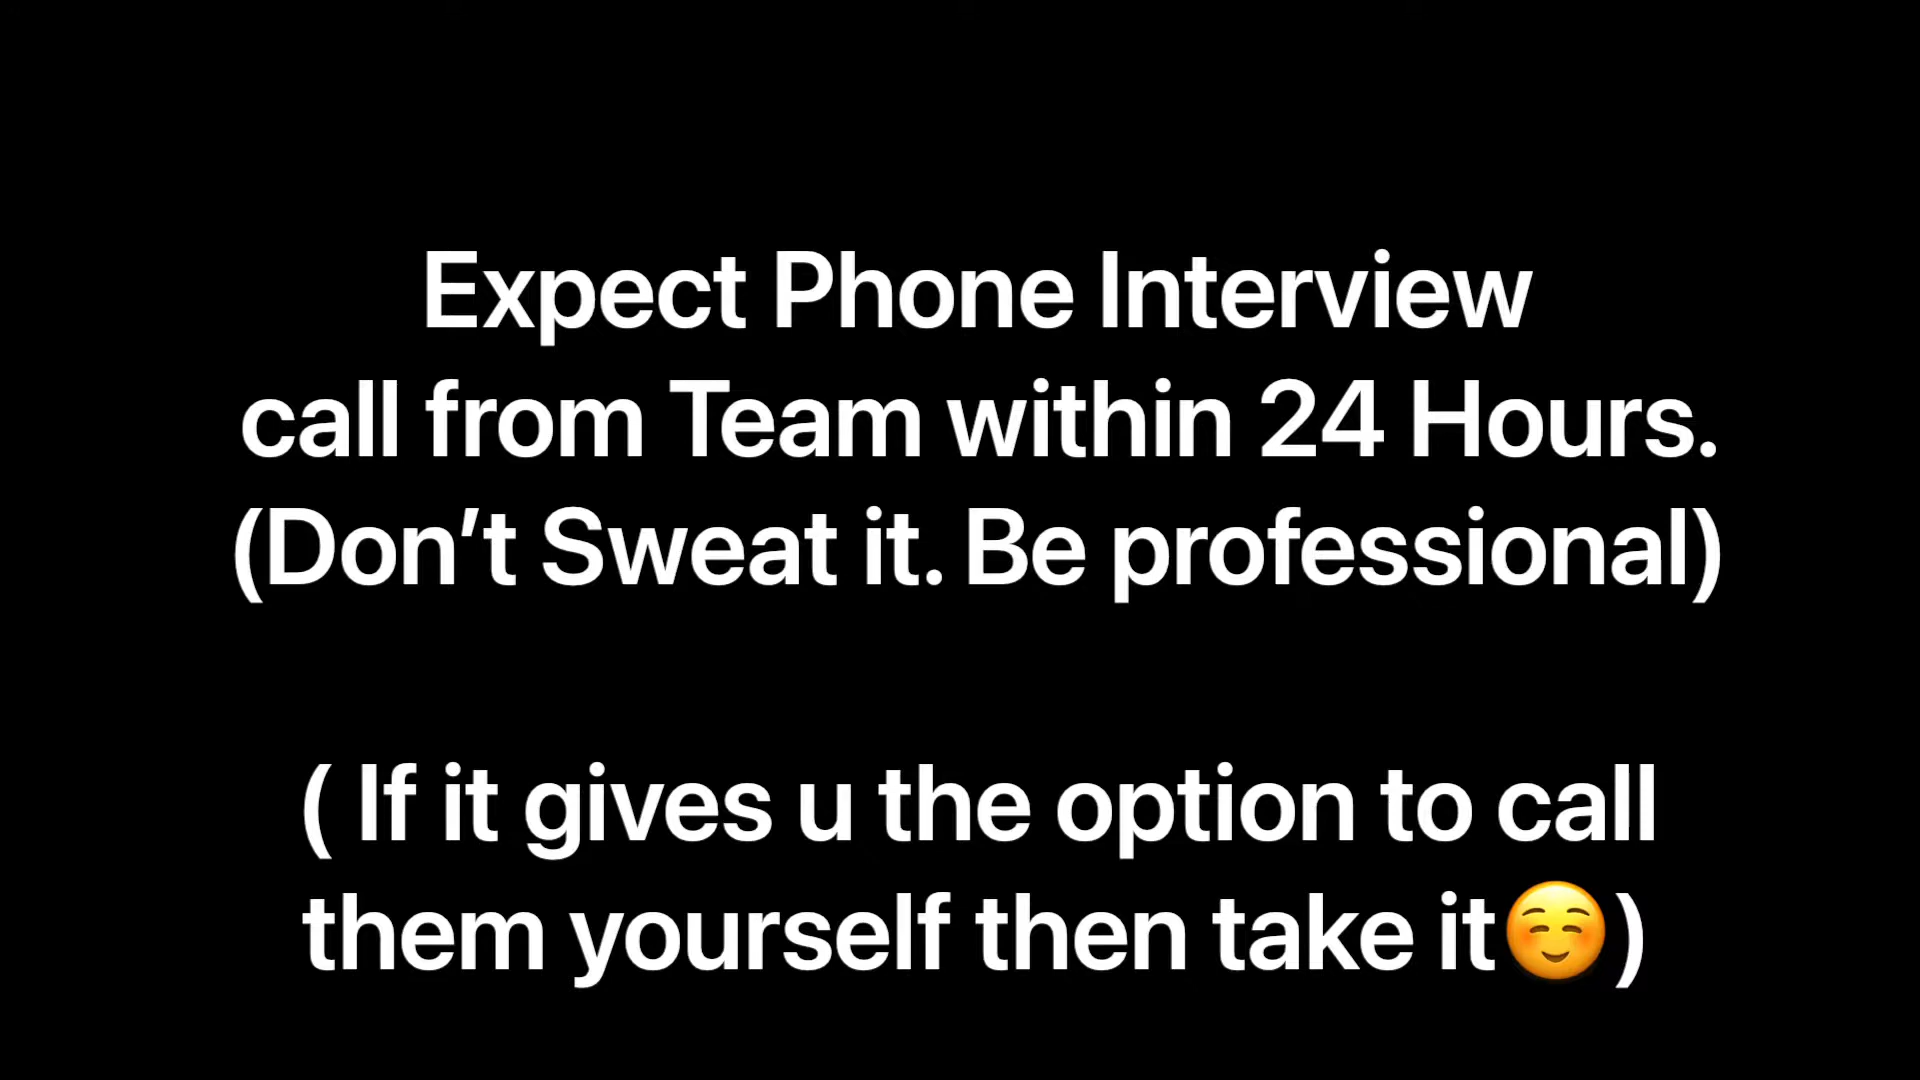 Expect Phone Interview
call from Team within 24 Hours.
(Don’t Sweat it. Be professional)
( If it gives u the option to call
them yourself then take it☺️)